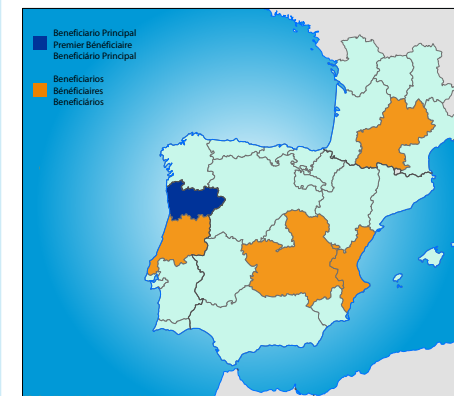 Beneficiario Principal
Premier Bénéficiaire
Beneficiário Principal
Beneficiarios
Bénéficiaires
Beneficiários